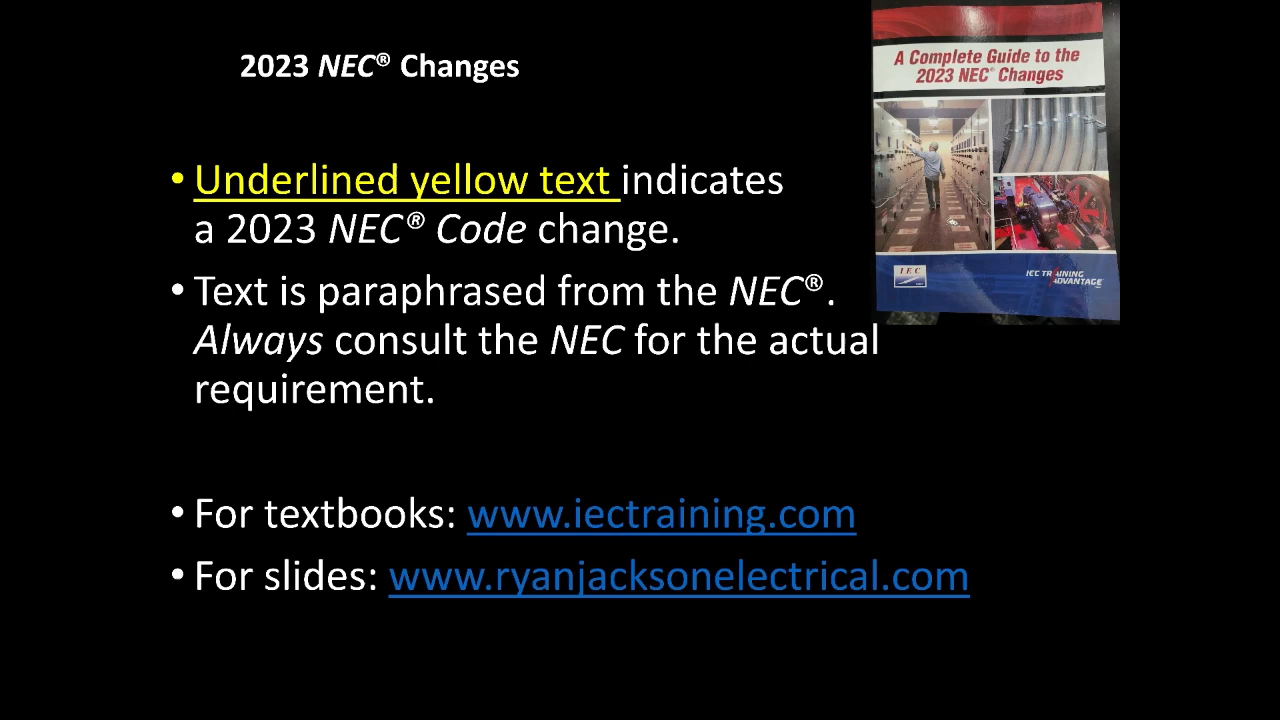 2023 NEC® Changes
A Complete Guide to the
2023 NEC® Changes
• Underlined yellow text indicates
a 2023 NEC® Code change.
• Text is paraphrased from the NEC®.
Always consult the NEC for the actual
requirement.
IEC
IEC TRAINING
ADVANTAGE
• For textbooks: www.iectraining.com
• For slides: www.ryanjacksonelectrical.com